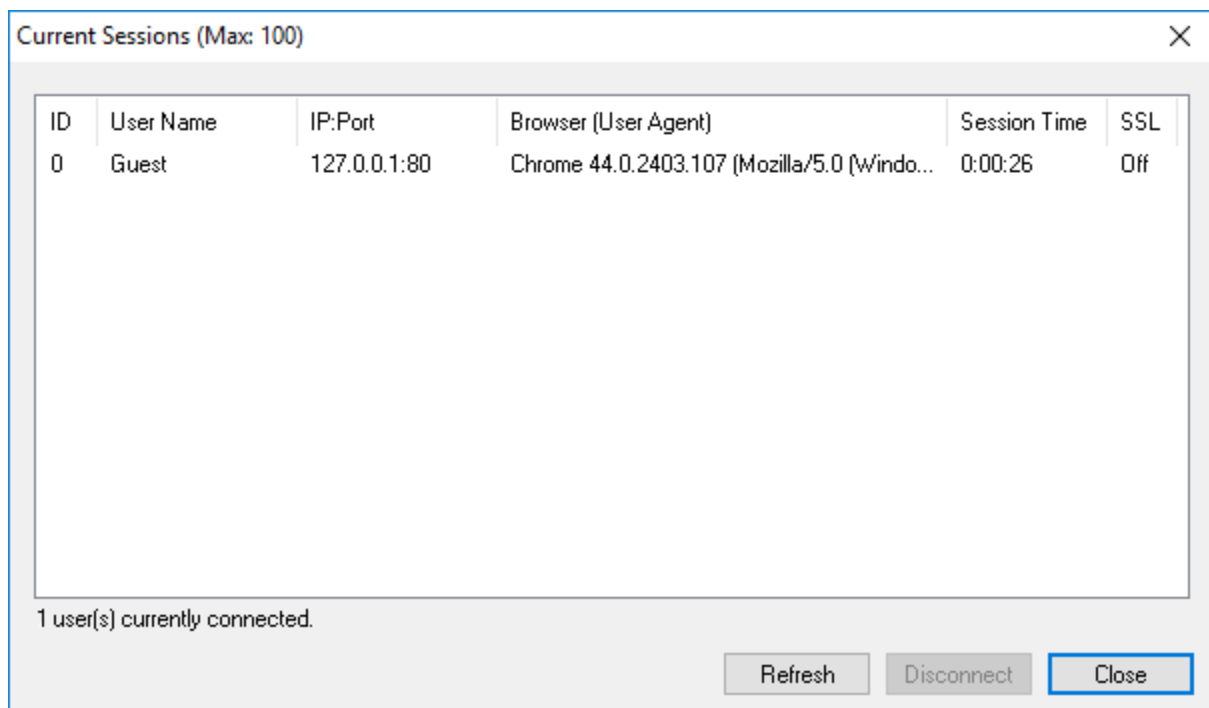 Current Sessions (Max: 100)
ID User Name IP:Port Browser (User Agent) Session Time SSL
0 Guest 127.0.0.1:80 Chrome 44.0.2403.107 (Mozilla/5.0 (Windo... 0:00:26 Off
1 user(s) currently connected.
Refresh Disconnect Close